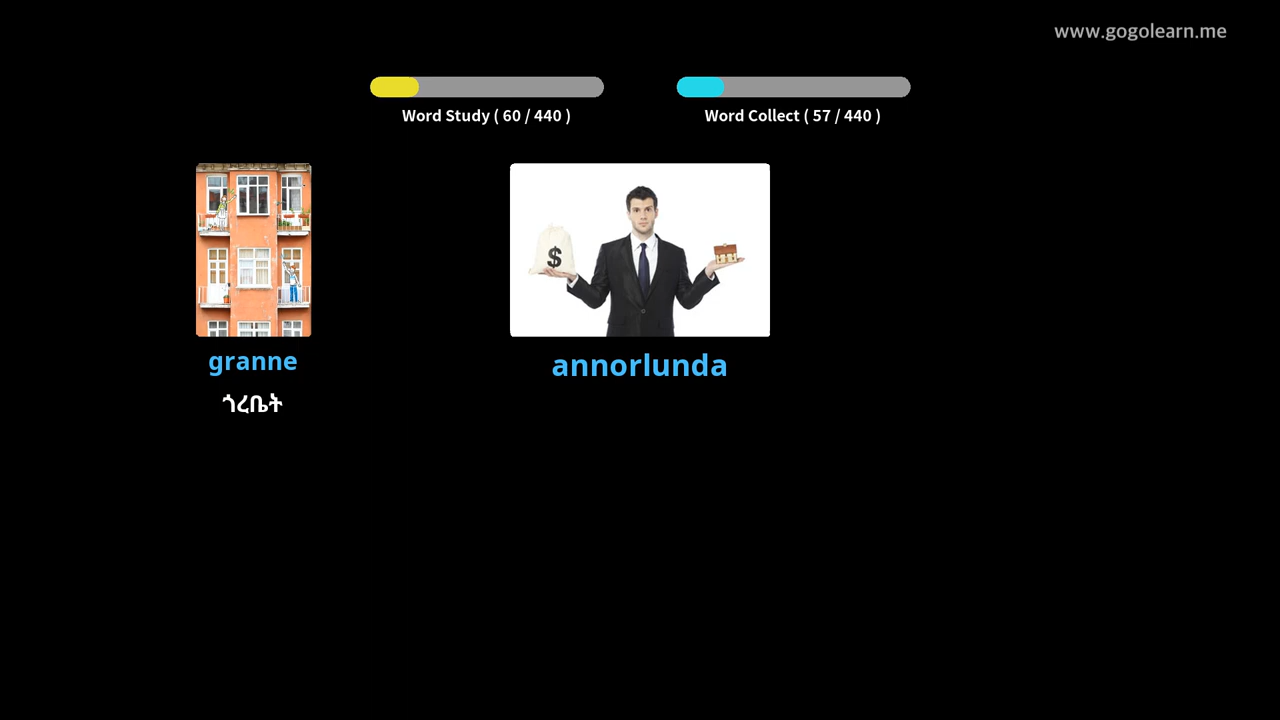 www.gogolearn.me
Word Study ( 60 / 440 )
Word Collect ( 57 / 440 )
$
granne
annorlunda
ጎረቤት